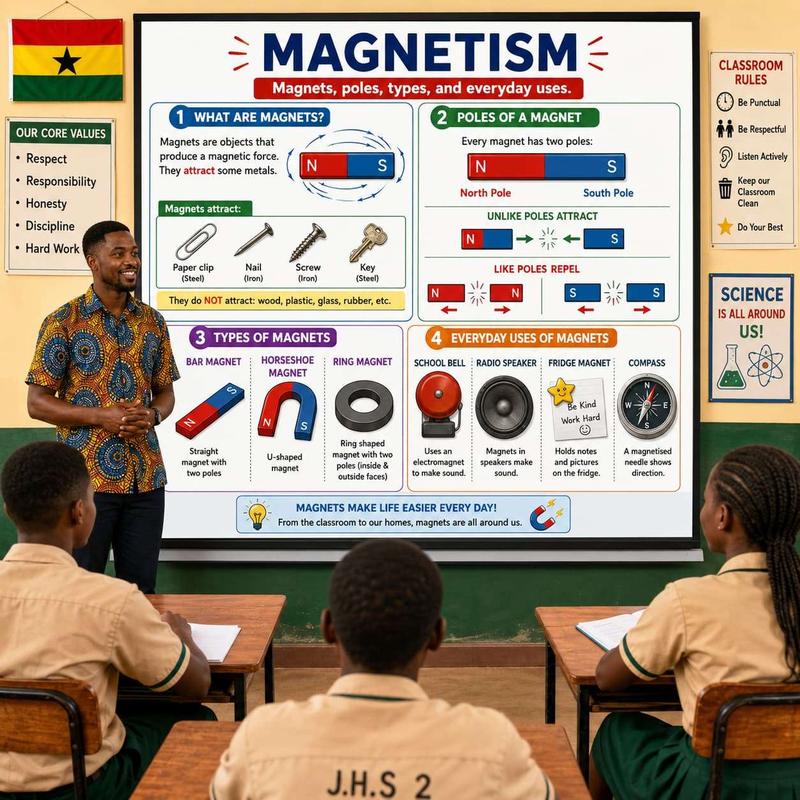 MAGNETISM
Magnets, poles, types, and everyday uses.
OUR CORE VALUES
• Respect
• Responsibility
• Honesty
• Discipline
• Hard Work
1 WHAT ARE MAGNETS?
Magnets are objects that
produce a magnetic force.
They attract some metals.
N S
Magnets attract:
Paper clip
(Steel)
Nail
(Iron)
Screw
(Iron)
Key
(Steel)
They do NOT attract: wood, plastic, glass, rubber, etc.
2 POLES OF A MAGNET
Every magnet has two poles:
N S
North Pole South Pole
UNLIKE POLES ATTRACT
N S
LIKE POLES REPEL
N N S S
3 TYPES OF MAGNETS
BAR MAGNET
N S
Straight
magnet with
two poles
HORSESHOE
MAGNET
N S
U-shaped
magnet
RING MAGNET
Ring shaped
magnet with two
poles (inside &
outside faces)
4 EVERYDAY USES OF MAGNETS
SCHOOL BELL
Uses an
electromagnet
to make sound.
RADIO SPEAKER
Magnets in
speakers make
sound.
FRIDGE MAGNET
Be Kind
Work Hard
Holds notes
and pictures
on the fridge.
COMPASS
N
W E
S
A magnetised
needle shows
direction.
MAGNETS MAKE LIFE EASIER EVERY DAY!
From the classroom to our homes, magnets are all around us.
CLASSROOM
RULES
Be Punctual
Be Respectful
Listen Actively
Keep our
Classroom
Clean
Do Your Best
SCIENCE
IS ALL AROUND
US!
J.H.S 2